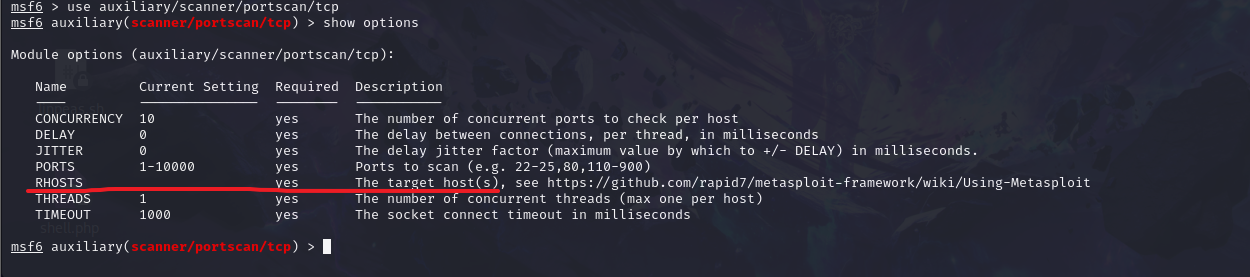 msf6 > use auxiliary/scanner/portscan/tcp
msf6 auxiliary(scanner/portscan/tcp) > show options
Module options (auxiliary/scanner/portscan/tcp):
Name Current Setting Required Description
CONCURRENCY 10 yes The number of concurrent ports to check per host
DELAY 0 yes The delay between connections, per thread, in milliseconds
JITTER 0 yes The delay jitter factor (maximum value by which to +/- DELAY) in milliseconds.
PORTS 1-10000 yes Ports to scan (e.g. 22-25,80,110-900)
RHOSTS yes The target host(s), see https://github.com/rapid7/metasploit-framework/wiki/Using-Metasploit
THREADS 1 yes The number of concurrent threads (max one per host)
TIMEOUT 1000 yes The socket connect timeout in milliseconds
shell.php
msf6 auxiliary(scanner/portscan/tcp) >